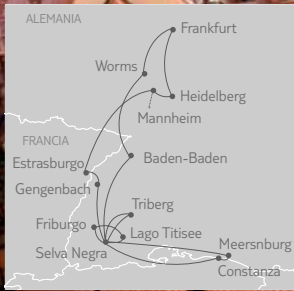 ALEMANIA
Frankfurt
Worms
Heidelberg
Mannheim
FRANCIA
Baden-Baden
Estrasburgo
Gengenbach
Triberg
Friburgo
Lago Titisee
Selva Negra
Meersnburg
Constanza